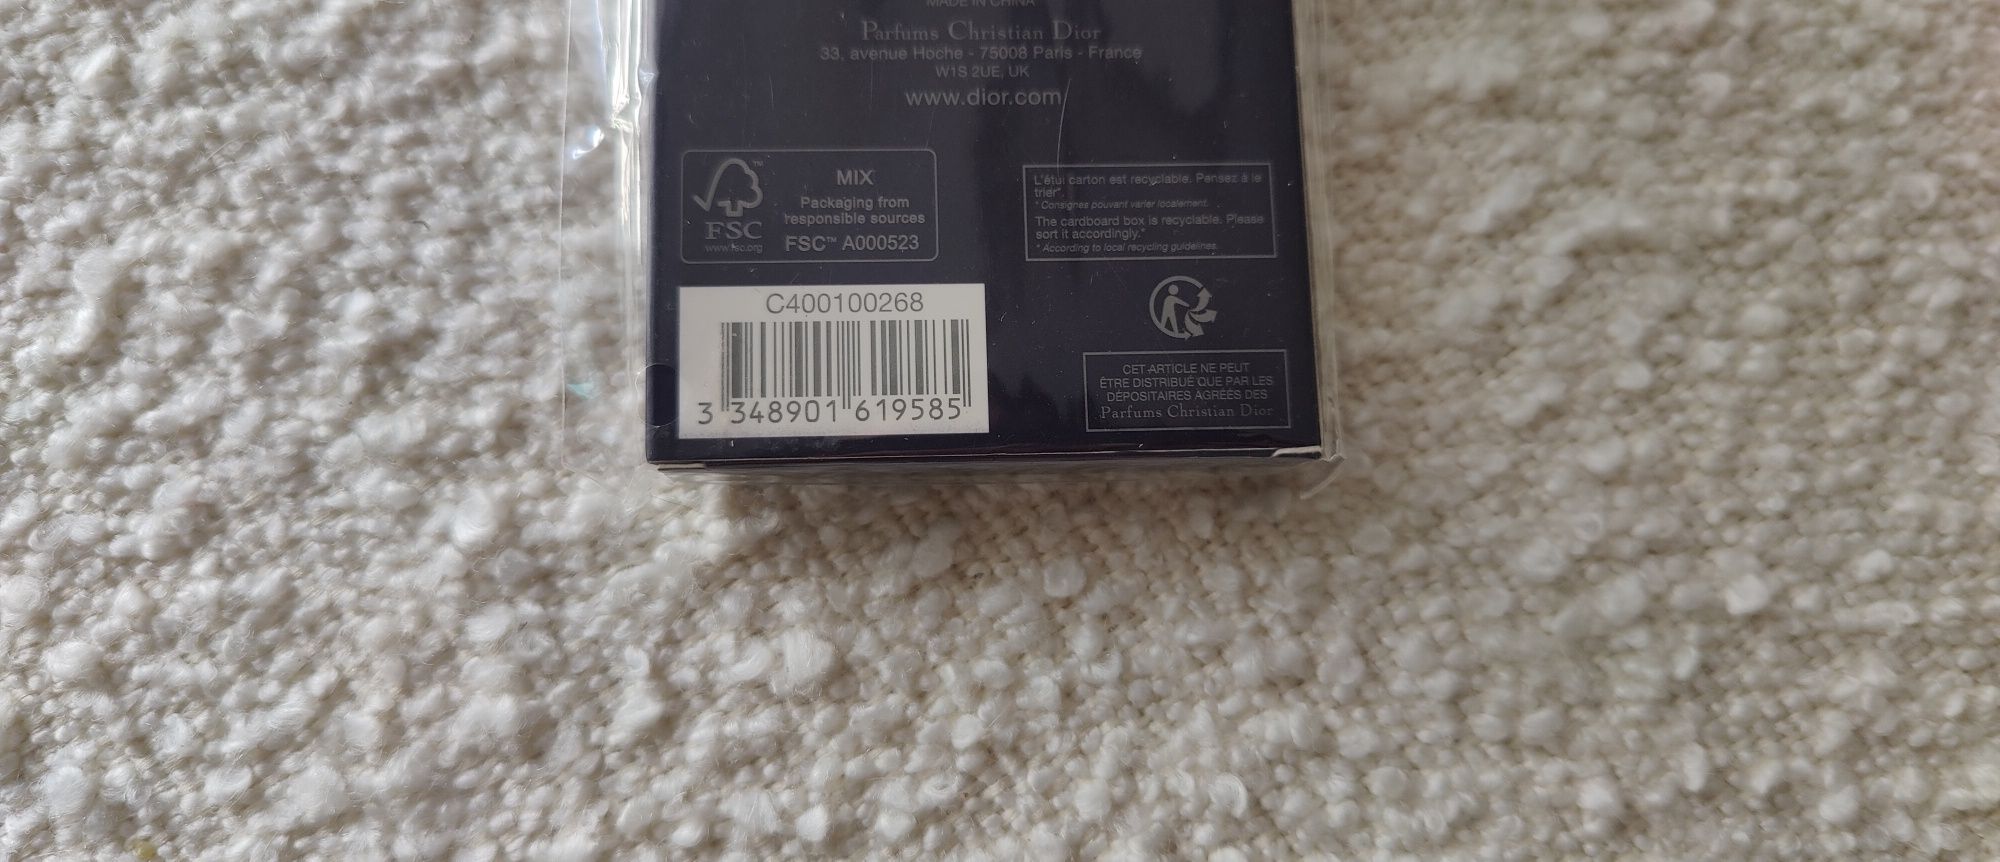 MADE IN CHINA
Parfums Christian Dior
33, avenue Hoche - 75008 Paris - France
W1S 2UE, UK
www.dior.com
FSC
www.fsc.org
MIX
Packaging from
responsible sources
FSC™ A000523
L'étui carton est recyclable. Pensez à le
trier*.
* Consignes pouvant varier localement.
The cardboard box is recyclable. Please
sort it accordingly.*
* According to local recycling guidelines.
C400100268
3 348901 619585
CET ARTICLE NE PEUT
ÊTRE DISTRIBUÉ QUE PAR LES
DÉPOSITAIRES AGRÉÉS DES
Parfums Christian Dior